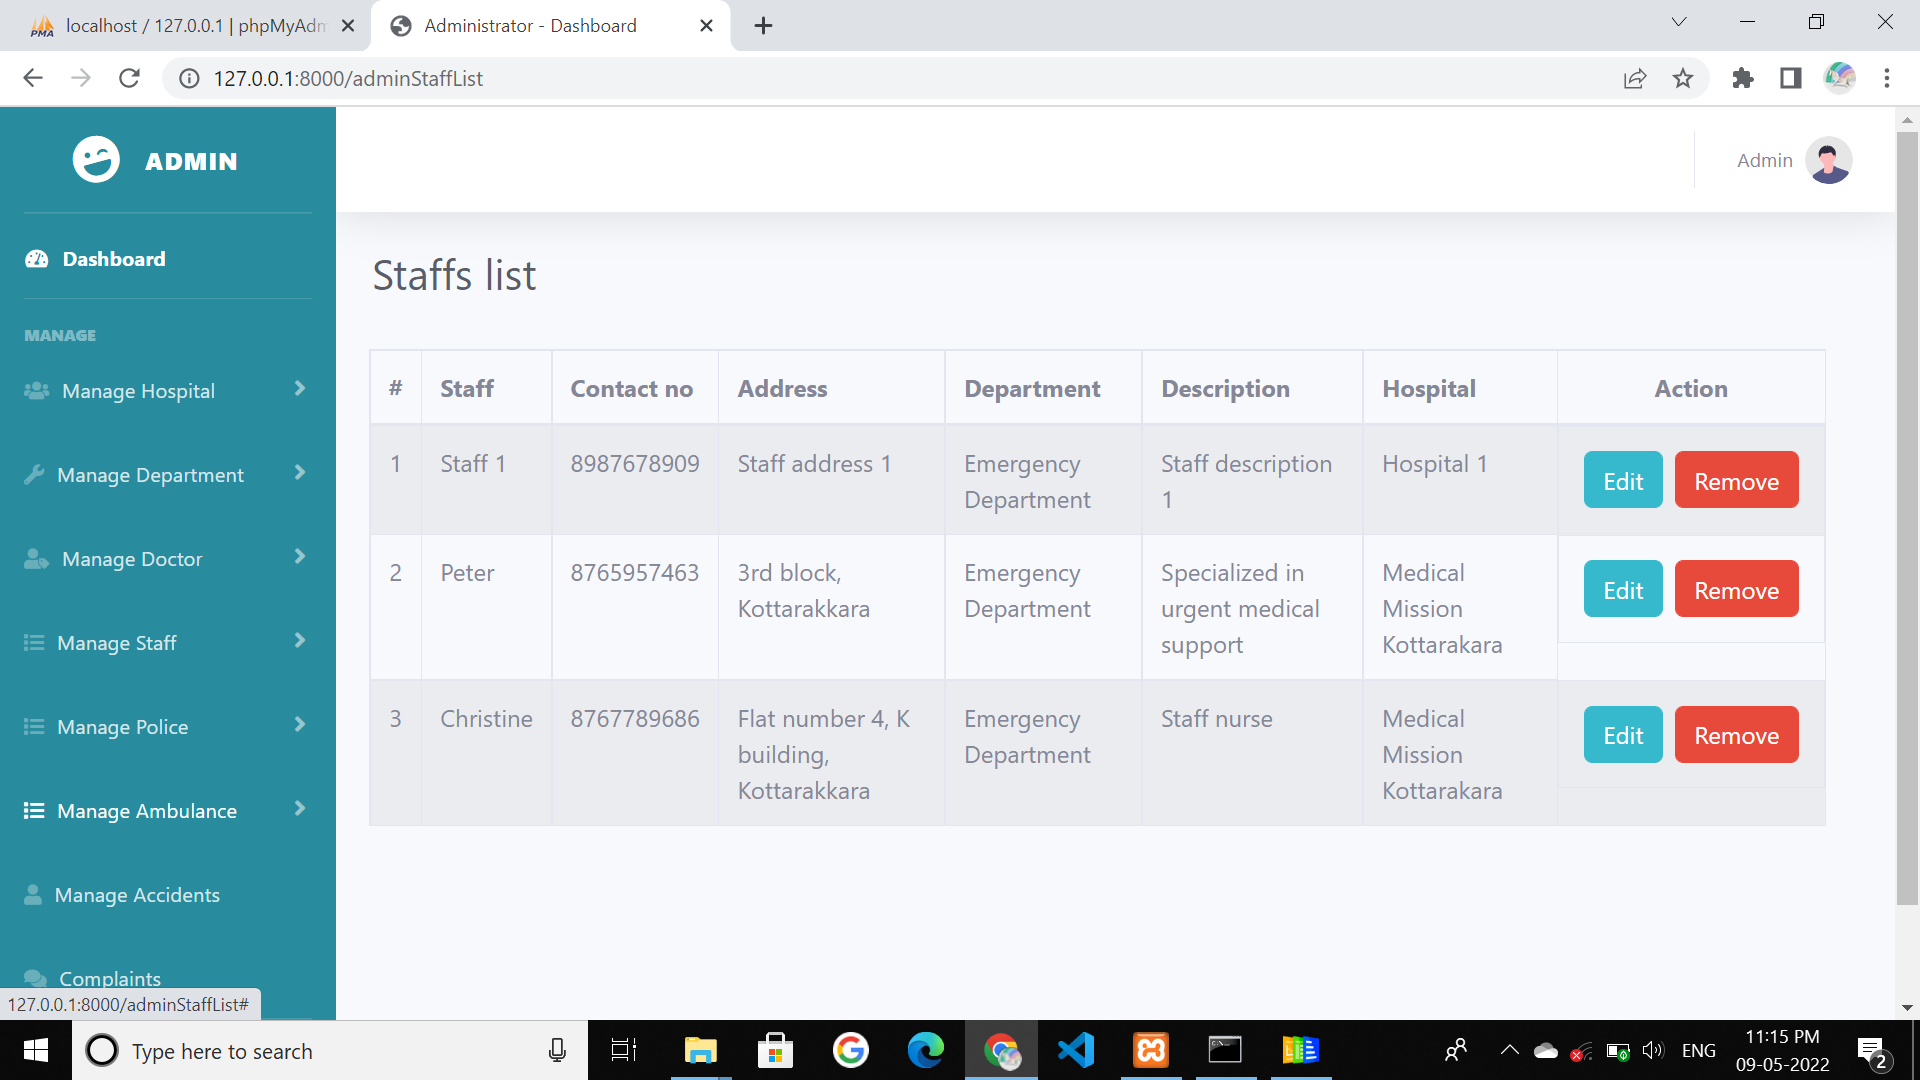 localhost / 127.0.0.1 | phpMyAdm
Administrator - Dashboard
127.0.0.1:8000/adminStaffList
ADMIN
Admin
Dashboard
MANAGE
Manage Hospital
Manage Department
Manage Doctor
Manage Staff
Manage Police
Manage Ambulance
Manage Accidents
Complaints
127.0.0.1:8000/adminStaffList#
Staffs list
# Staff Contact no Address Department Description Hospital Action
1 Staff 1 8987678909 Staff address 1 Emergency Staff description Hospital 1 Edit Remove
Department 1
2 Peter 8765957463 3rd block, Emergency Specialized in Medical Edit Remove
Kottarakkara Department urgent medical Mission
support Kottarakara
3 Christine 8767789686 Flat number 4, K Emergency Staff nurse Medical Edit Remove
building, Department Mission
Kottarakkara Kottarakara
Type here to search
ENG
11:15 PM
09-05-2022
2